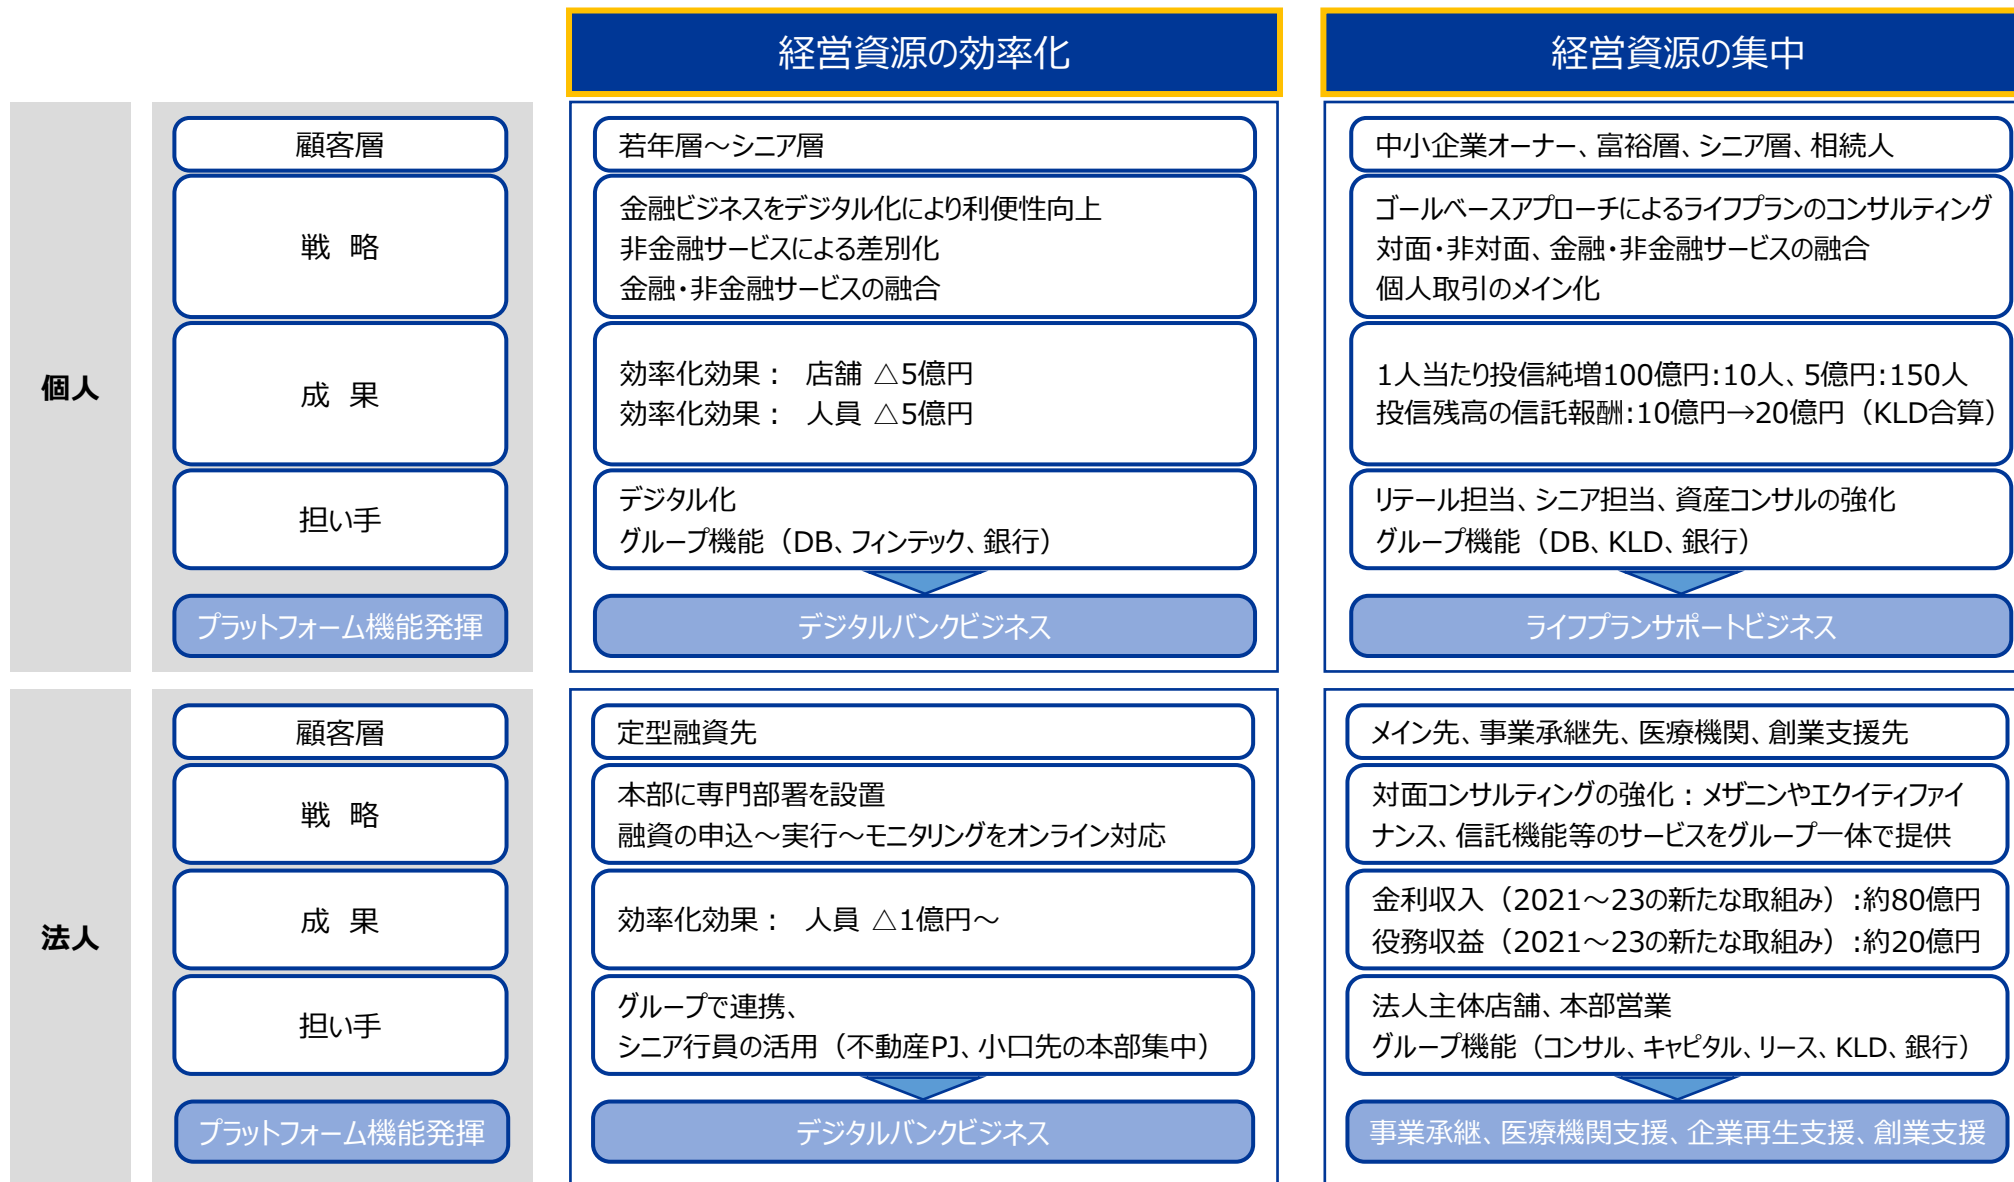 経営資源の効率化
経営資源の集中
個人
顧客層
若年層～シニア層
中小企業オーナー、富裕層、シニア層、相続人
戦 略
金融ビジネスをデジタル化により利便性向上
非金融サービスによる差別化
金融・非金融サービスの融合
ゴールベースアプローチによるライフプランのコンサルティング
対面・非対面、金融・非金融サービスの融合
個人取引のメイン化
成 果
効率化効果： 店舗 △5億円
効率化効果： 人員 △5億円
1人当たり投信純増100億円:10人、5億円:150人
投信残高の信託報酬:10億円→20億円（KLD合算）
担い手
デジタル化
グループ機能（DB、フィンテック、銀行）
リテール担当、シニア担当、資産コンサルの強化
グループ機能（DB、KLD、銀行）
プラットフォーム機能発揮
デジタルバンクビジネス
ライフプランサポートビジネス
法人
顧客層
定型融資先
メイン先、事業承継先、医療機関、創業支援先
戦 略
本部に専門部署を設置
融資の申込～実行～モニタリングをオンライン対応
対面コンサルティングの強化：メザニンやエクイティファイ
ナンス、信託機能等のサービスをグループ一体で提供
成 果
効率化効果： 人員 △1億円～
金利収入（2021～23の新たな取組み）:約80億円
役務収益（2021～23の新たな取組み）:約20億円
担い手
グループで連携、
シニア行員の活用（不動産PJ、小口先の本部集中）
法人主体店舗、本部営業
グループ機能（コンサル、キャピタル、リース、KLD、銀行）
プラットフォーム機能発揮
デジタルバンクビジネス
事業承継、医療機関支援、企業再生支援、創業支援